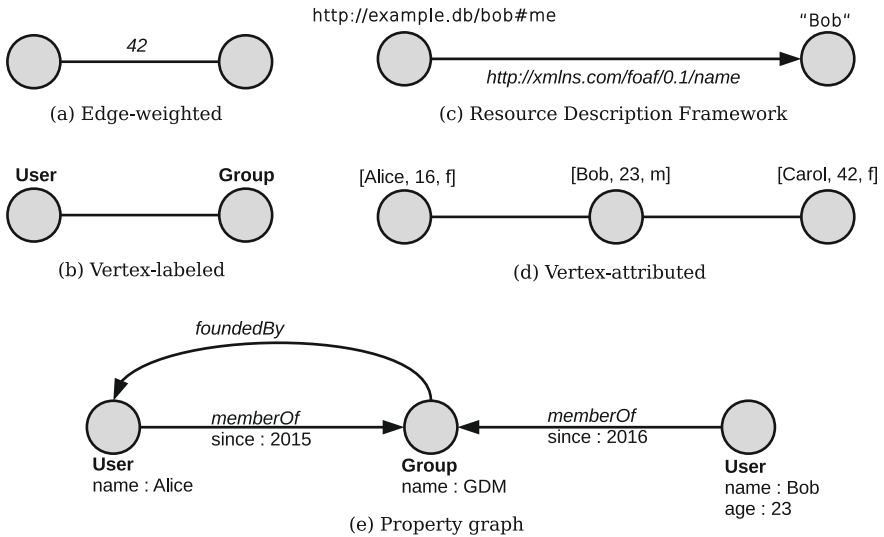 42
(a) Edge-weighted
http://example.db/bob#me
"Bob"
http://xmlns.com/foaf/0.1/name
(c) Resource Description Framework
User
Group
(b) Vertex-labeled
[Alice, 16, f]
[Bob, 23, m]
[Carol, 42, f]
(d) Vertex-attributed
foundedBy
memberOf
since : 2015
memberOf
since : 2016
User
name : Alice
Group
name : GDM
User
name : Bob
age : 23
(e) Property graph